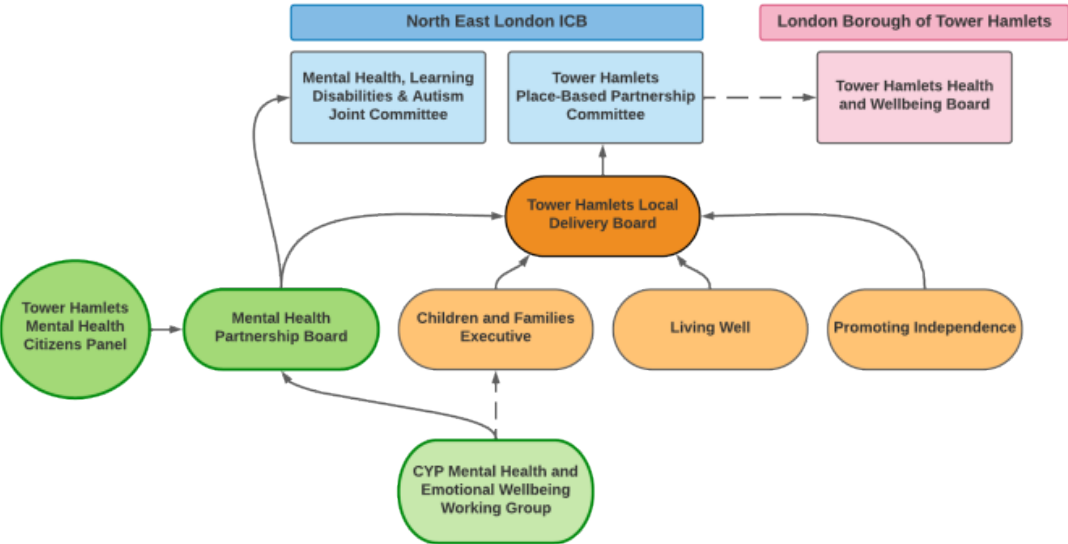 North East London ICB
London Borough of Tower Hamlets
Mental Health, Learning
Disabilities & Autism
Joint Committee
Tower Hamlets
Place-Based Partnership
Committee
Tower Hamlets Health
and Wellbeing Board
Tower Hamlets Local
Delivery Board
Tower Hamlets
Mental Health
Citizens Panel
Mental Health
Partnership Board
Children and Families
Executive
Living Well
Promoting Independence
CYP Mental Health and
Emotional Wellbeing
Working Group